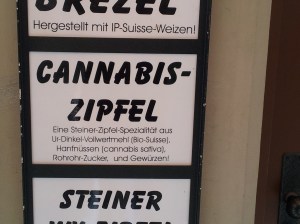 BREZEL
Hergestellt mit IP-Suisse-Weizen!
CANNABIS-
ZIPFEL
Eine Steiner-Zipfel-Spezialität aus
Ur-Dinkel-Vollwertmehl (Bio-Suisse),
Hanfnüssen (cannabis sativa),
Rohrohr-Zucker, und Gewürzen!
STEINER